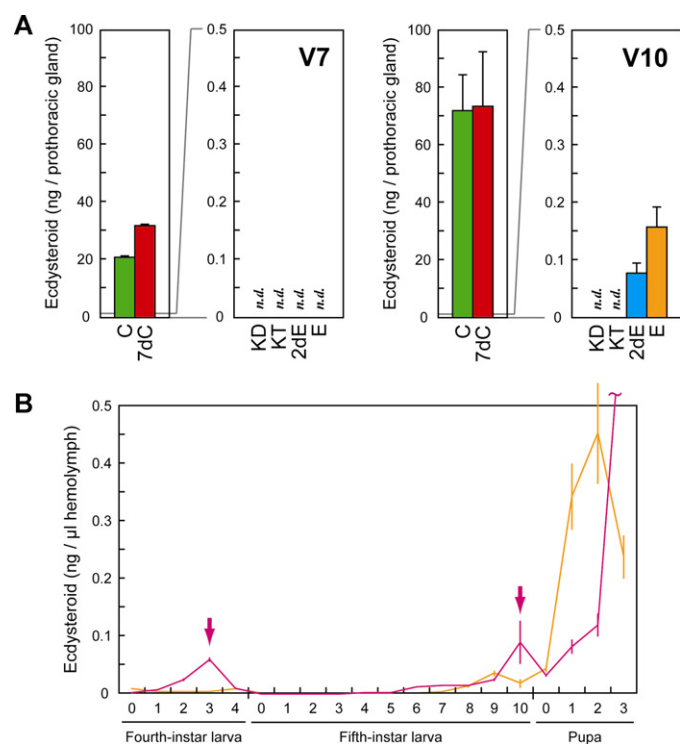 A
V7
V10
Ecdysteroid (ng / prothoracic gland)
100
80
60
40
20
0
C
7dC
0.5
0.4
0.3
0.2
0.1
0
n.d.
n.d.
n.d.
n.d.
KD
KT
2dE
E
Ecdysteroid (ng / prothoracic gland)
100
80
60
40
20
0
C
7dC
0.5
0.4
0.3
0.2
0.1
0
n.d.
n.d.
KD
KT
2dE
E
B
Ecdysteroid (ng / µl hemolymph)
0.5
0.4
0.3
0.2
0.1
0
0 1 2 3 4 0 1 2 3 4 5 6 7 8 9 10 0 1 2 3
Fourth-instar larva Fifth-instar larva Pupa